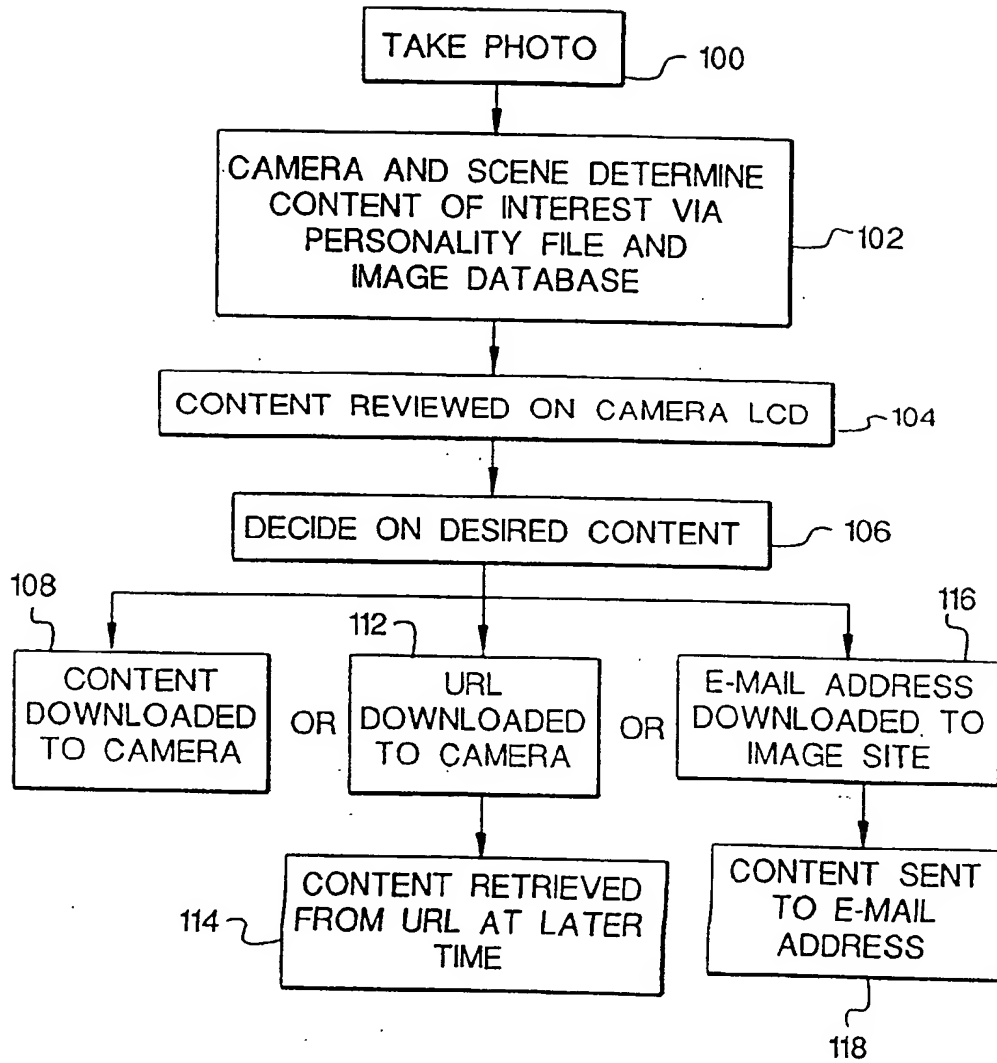 TAKE PHOTO
100
CAMERA AND SCENE DETERMINE
CONTENT OF INTEREST VIA
PERSONALITY FILE AND
IMAGE DATABASE
102
CONTENT REVIEWED ON CAMERA LCD
104
DECIDE ON DESIRED CONTENT
106
108
CONTENT
DOWNLOADED
TO CAMERA
OR
112
URL
DOWNLOADED
TO CAMERA
OR
116
E-MAIL ADDRESS
DOWNLOADED TO
IMAGE SITE
114
CONTENT RETRIEVED
FROM URL AT LATER
TIME
CONTENT SENT
TO E-MAIL
ADDRESS
118